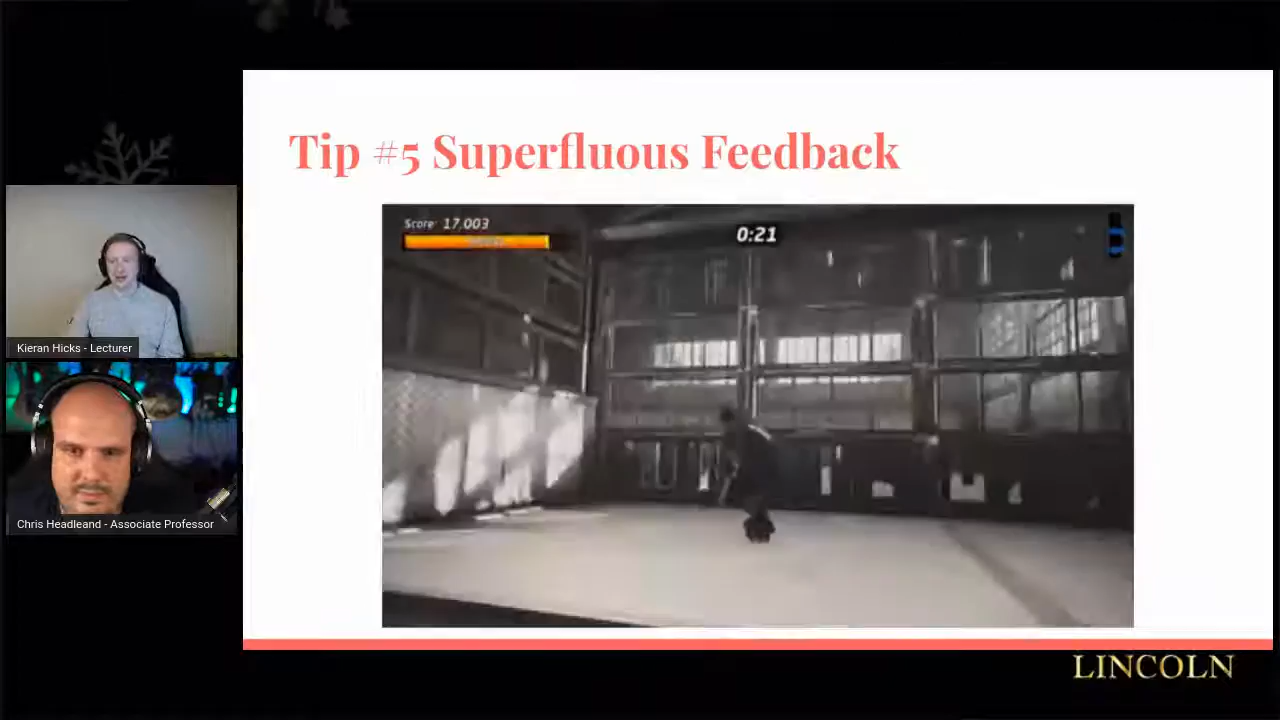 Tip #5 Superfluous Feedback
Score: 17,003
0:21
Kieran Hicks - Lecturer
Chris Headleand - Associate Professor
LINCOLN